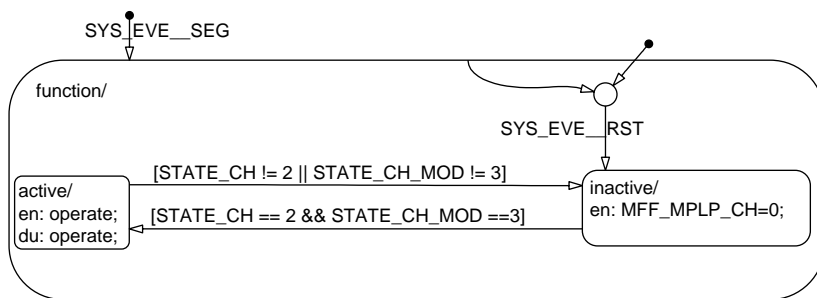 SYS_EVE__SEG
function/
SYS_EVE__RST
[STATE_CH != 2 || STATE_CH_MOD != 3]
active/
en: operate;
du: operate;
[STATE_CH == 2 && STATE_CH_MOD ==3]
inactive/
en: MFF_MPLP_CH=0;